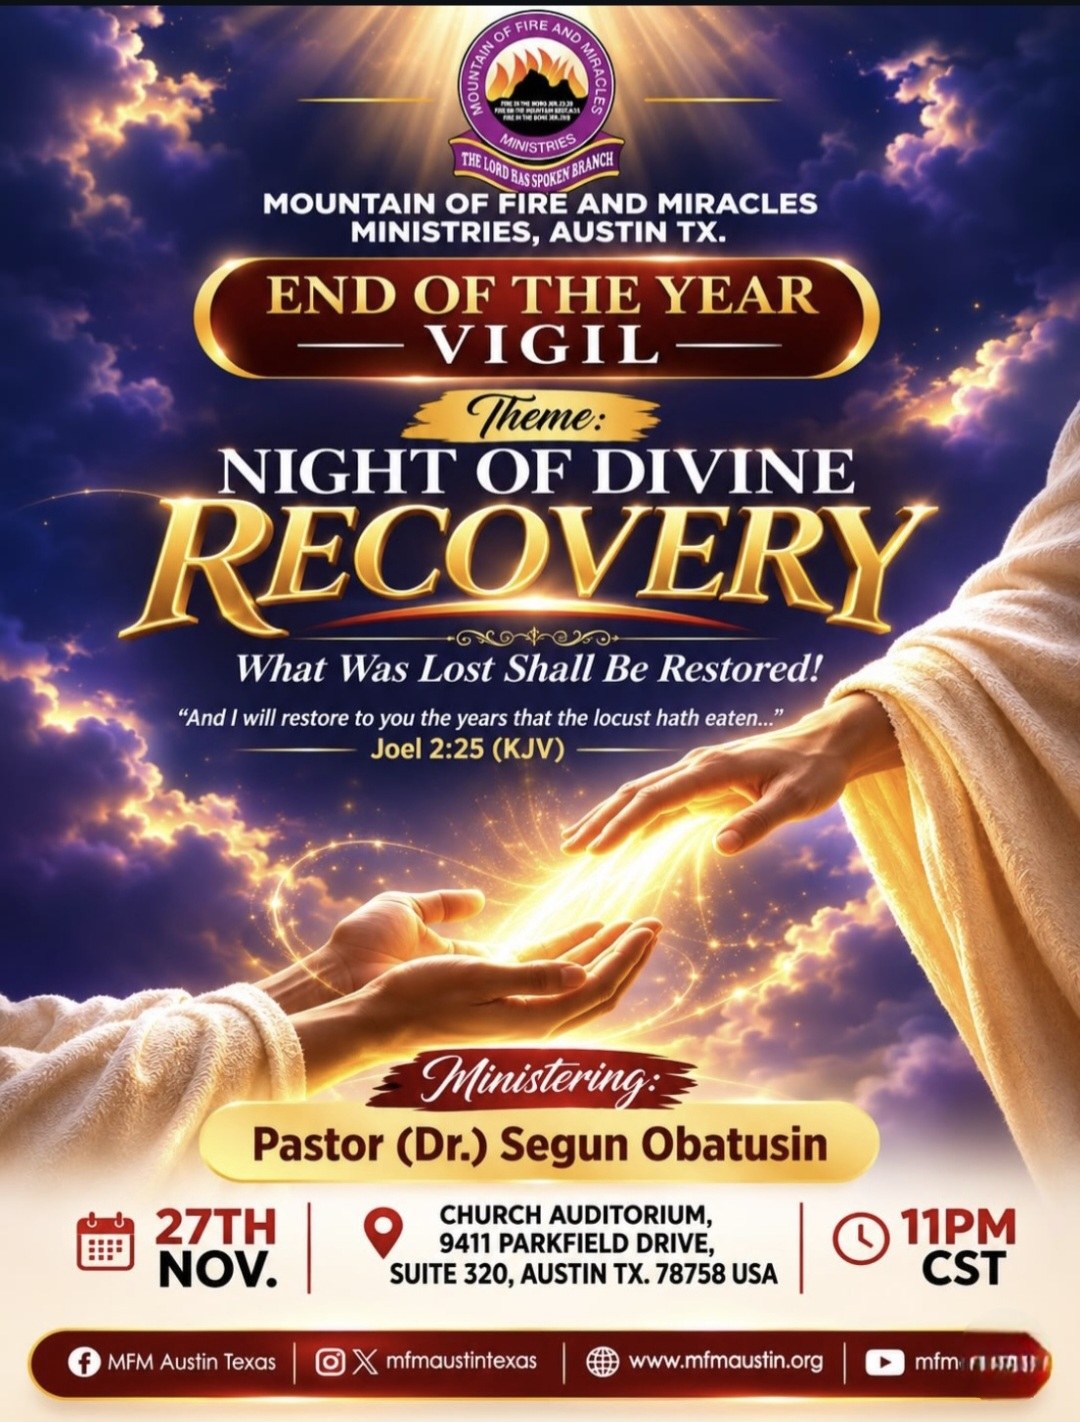 MOUNTAIN OF FIRE AND MIRACLES
MINISTRIES
THE LORD HAS SPOKEN BRANCH
MOUNTAIN OF FIRE AND MIRACLES
MINISTRIES, AUSTIN TX.
END OF THE YEAR
VIGIL
Theme:
NIGHT OF DIVINE
RECOVERY
What Was Lost Shall Be Restored!
“And I will restore to you the years that the locust hath eaten...”
Joel 2:25 (KJV)
Ministering:
Pastor (Dr.) Segun Obatusin
27TH
NOV.
CHURCH AUDITORIUM,
9411 PARKFIELD DRIVE,
SUITE 320, AUSTIN TX. 78758 USA
11PM
CST
MFM Austin Texas
mfmaustintexas
www.mfmaustin.org